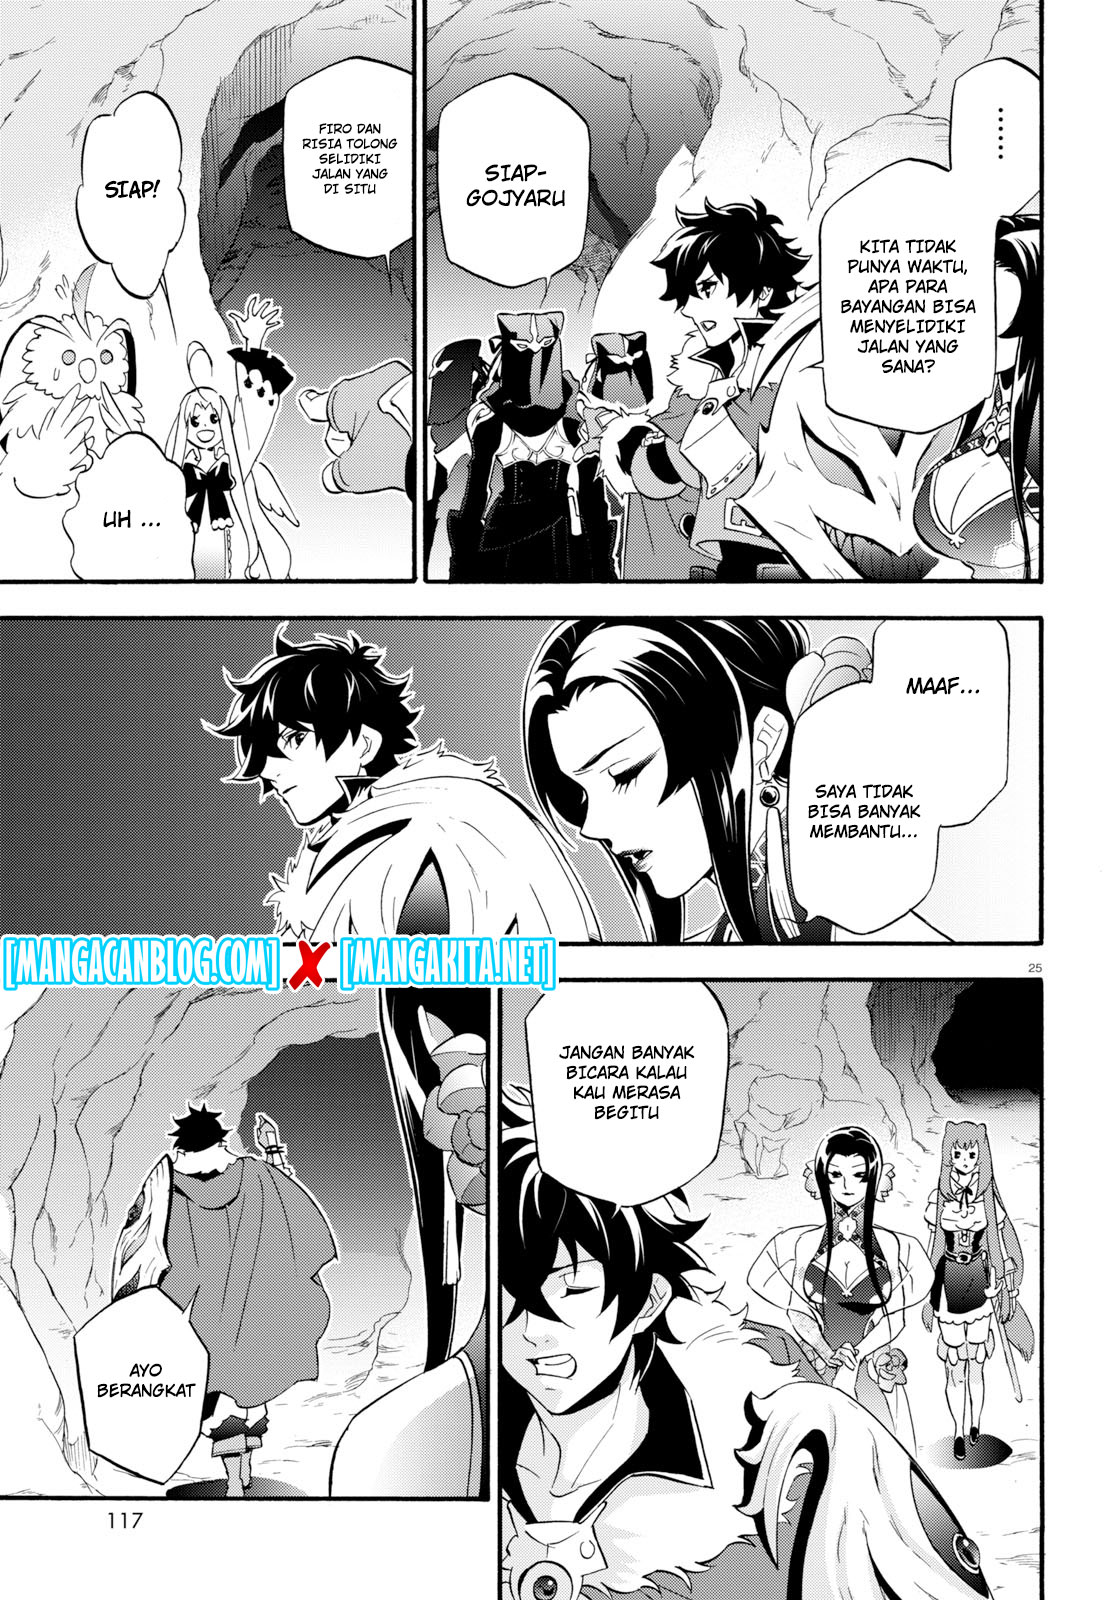 .......
KITA TIDAK
PUNYA WAKTU,
APA PARA
BAYANGAN BISA
MENYELIDIKI
JALAN YANG
SANA?
SIAP-
GOJYARU
FIRO DAN
RISIA TOLONG
SELIDIKI
JALAN YANG
DI SITU
SIAP!
UH ...
MAAF...
SAYA TIDAK
BISA BANYAK
MEMBANTU...
[MANGACANBLOG.COM] X [MANGAKITA.NET]
25
JANGAN BANYAK
BICARA KALAU
KAU MERASA
BEGITU
AYO
BERANGKAT
117